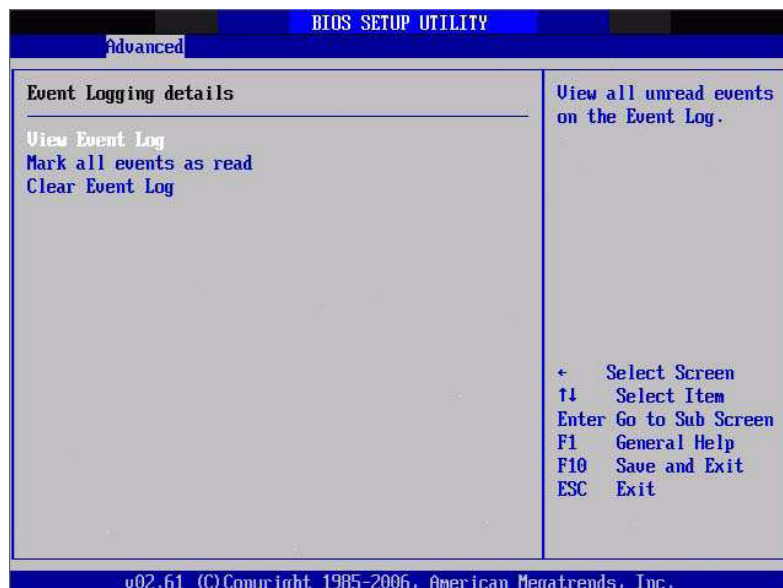 BIOS SETUP UTILITY
Advanced
Event Logging details
View Event Log
Mark all events as read
Clear Event Log
View all unread events
on the Event Log.
← Select Screen
↑↓ Select Item
Enter Go to Sub Screen
F1 General Help
F10 Save and Exit
ESC Exit
v02.61 (C)Copyright 1985-2006, American Megatrends, Inc.